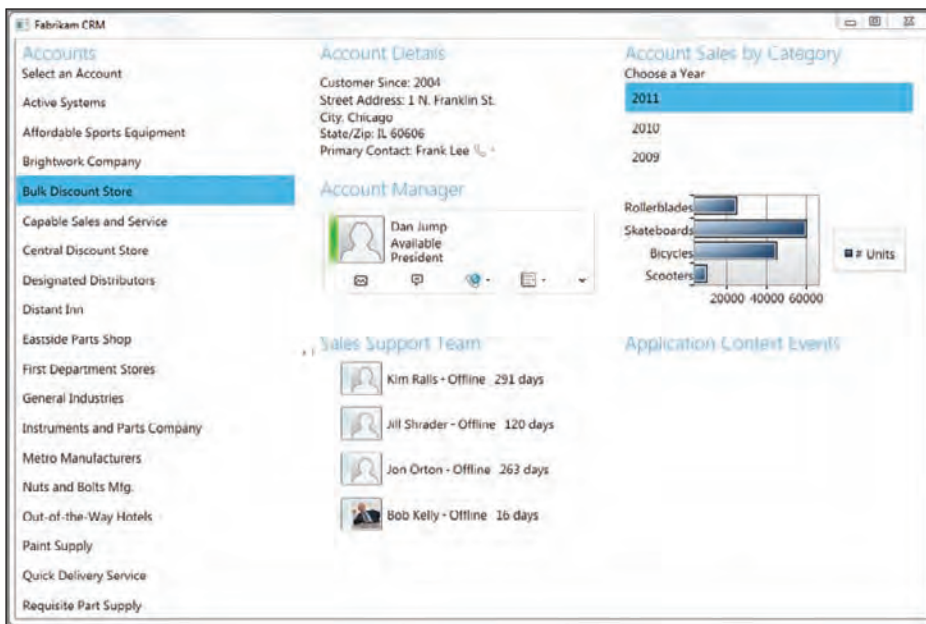 Fabrikam CRM
Accounts
Select an Account
Active Systems
Affordable Sports Equipment
Brightwork Company
Bulk Discount Store
Capable Sales and Service
Central Discount Store
Designated Distributors
Distant Inn
Eastside Parts Shop
First Department Stores
General Industries
Instruments and Parts Company
Metro Manufacturers
Nuts and Bolts Mfg.
Out-of-the-Way Hotels
Paint Supply
Quick Delivery Service
Requisite Part Supply
Account Details
Customer Since: 2004
Street Address: 1 N. Franklin St.
City: Chicago
State/Zip: IL 60606
Primary Contact: Frank Lee
Account Manager
Dan Jump
Available
President
Sales Support Team
Kim Ralls - Offline 291 days
Jill Shrader - Offline 120 days
Jon Orton - Offline 263 days
Bob Kelly - Offline 16 days
Account Sales by Category
Choose a Year
2011
2010
2009
Rollerblades
Skateboards
Bicycles
Scooters
20000 40000 60000
# Units
Application Context Events